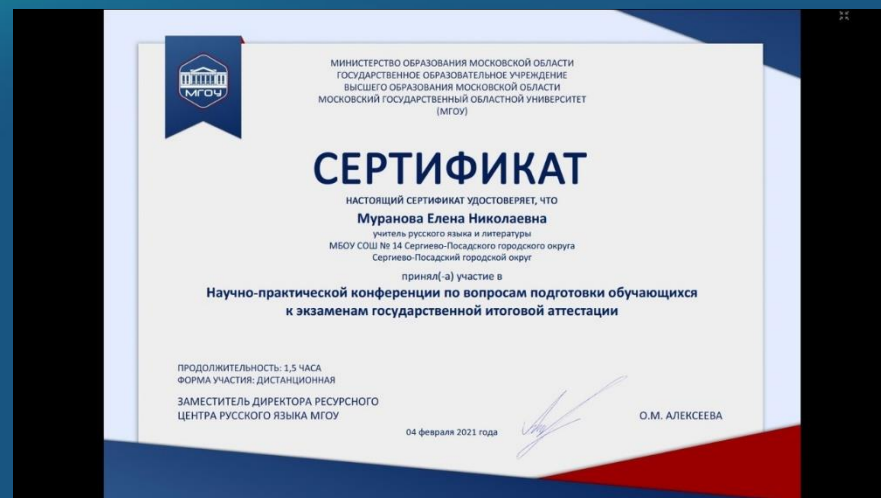 МГОУ
МИНИСТЕРСТВО ОБРАЗОВАНИЯ МОСКОВСКОЙ ОБЛАСТИ
ГОСУДАРСТВЕННОЕ ОБРАЗОВАТЕЛЬНОЕ УЧРЕЖДЕНИЕ
ВЫСШЕГО ОБРАЗОВАНИЯ МОСКОВСКОЙ ОБЛАСТИ
МОСКОВСКИЙ ГОСУДАРСТВЕННЫЙ ОБЛАСТНОЙ УНИВЕРСИТЕТ
(МГОУ)
СЕРТИФИКАТ
НАСТОЯЩИЙ СЕРТИФИКАТ УДОСТОВЕРЯЕТ, ЧТО
Муранова Елена Николаевна
учитель русского языка и литературы
МБОУ СОШ № 14 Сергиево-Посадского городского округа
Сергиево-Посадский городской округ
принял(-а) участие в
Научно-практической конференции по вопросам подготовки обучающихся
к экзаменам государственной итоговой аттестации
ПРОДОЛЖИТЕЛЬНОСТЬ: 1,5 ЧАСА
ФОРМА УЧАСТИЯ: ДИСТАНЦИОННАЯ
ЗАМЕСТИТЕЛЬ ДИРЕКТОРА РЕСУРСНОГО
ЦЕНТРА РУССКОГО ЯЗЫКА МГОУ
04 февраля 2021 года
О.М. АЛЕКСЕЕВА